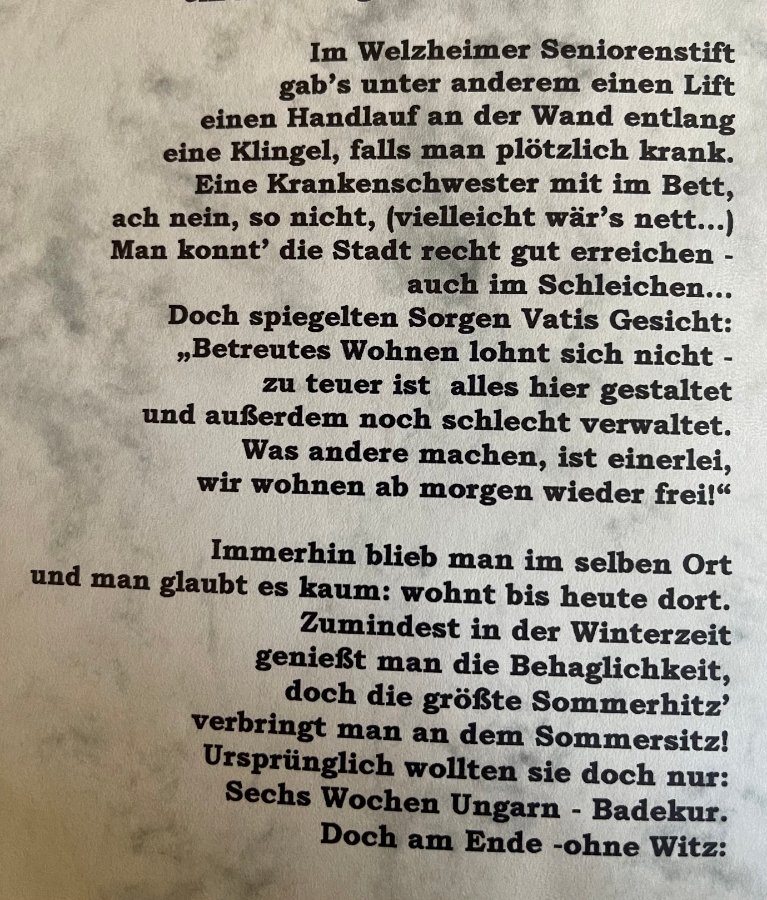 Im Welzheimer Seniorenstift
gab's unter anderem einen Lift
einen Handlauf an der Wand entlang
eine Klingel, falls man plötzlich krank.
Eine Krankenschwester mit im Bett,
ach nein, so nicht, (vielleicht wär's nett...)
Man konnt' die Stadt recht gut erreichen -
auch im Schleichen...
Doch spiegelten Sorgen Vatis Gesicht:
„Betreutes Wohnen lohnt sich nicht -
zu teuer ist  alles hier gestaltet
und außerdem noch schlecht verwaltet.
Was andere machen, ist einerlei,
wir wohnen ab morgen wieder frei!“
Immerhin blieb man im selben Ort
und man glaubt es kaum: wohnt bis heute dort.
Zumindest in der Winterzeit
genießt man die Behaglichkeit,
doch die größte Sommerhitz'
verbringt man an dem Sommersitz!
Ursprünglich wollten sie doch nur:
Sechs Wochen Ungarn - Badekur.
Doch am Ende -ohne Witz: